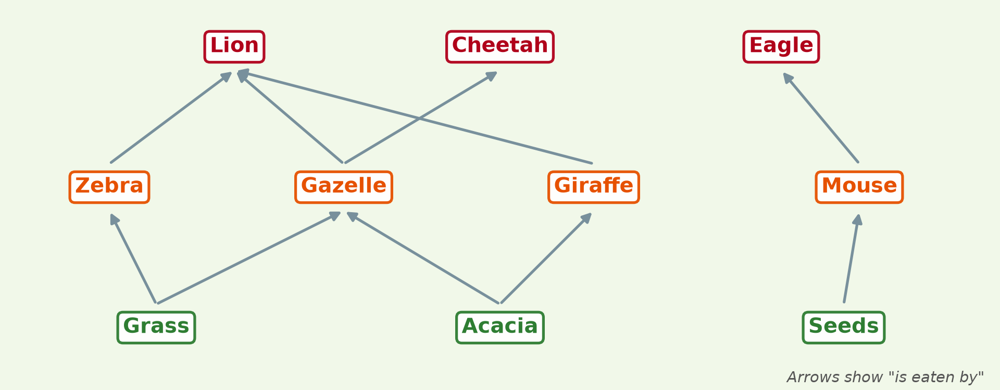 Lion
Cheetah
Eagle
Zebra
Gazelle
Giraffe
Mouse
Grass
Acacia
Seeds
Arrows show "is eaten by"